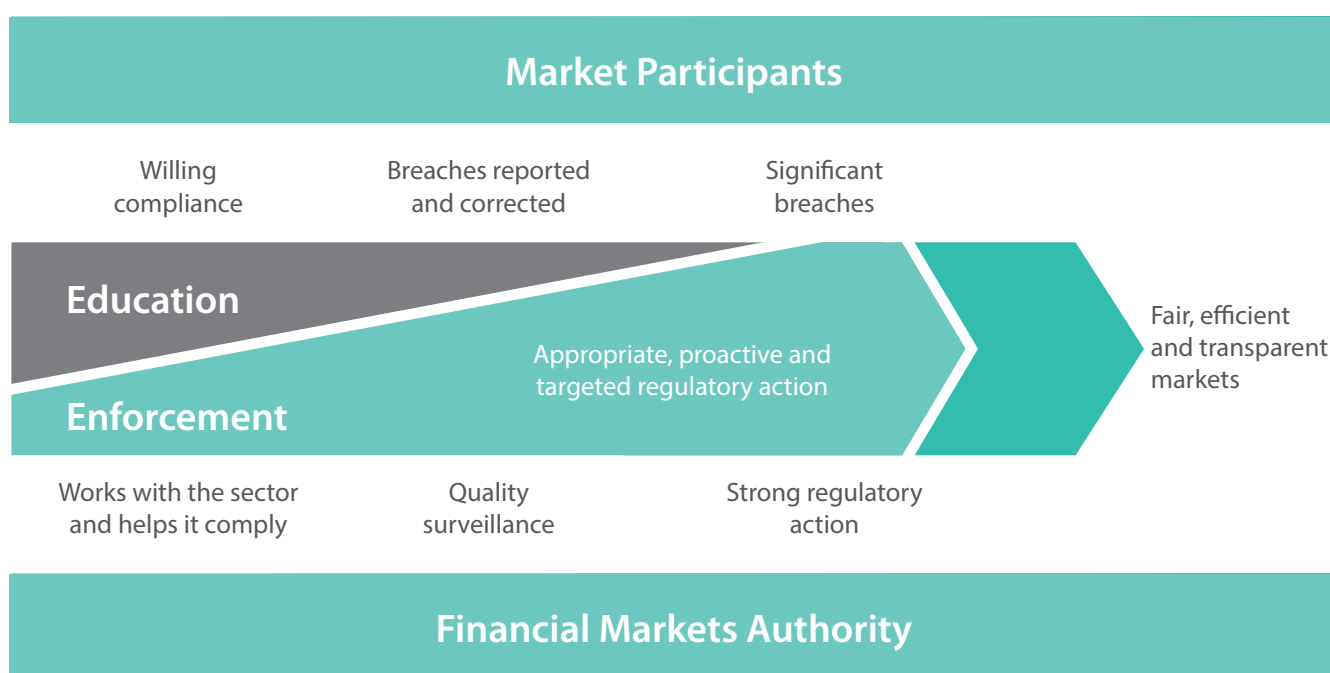 Market Participants
Willing
compliance
Breaches reported
and corrected
Significant
breaches
Education
Appropriate, proactive and
targeted regulatory action
Enforcement
Fair, efficient
and transparent
markets
Works with the sector
and helps it comply
Quality
surveillance
Strong regulatory
action
Financial Markets Authority